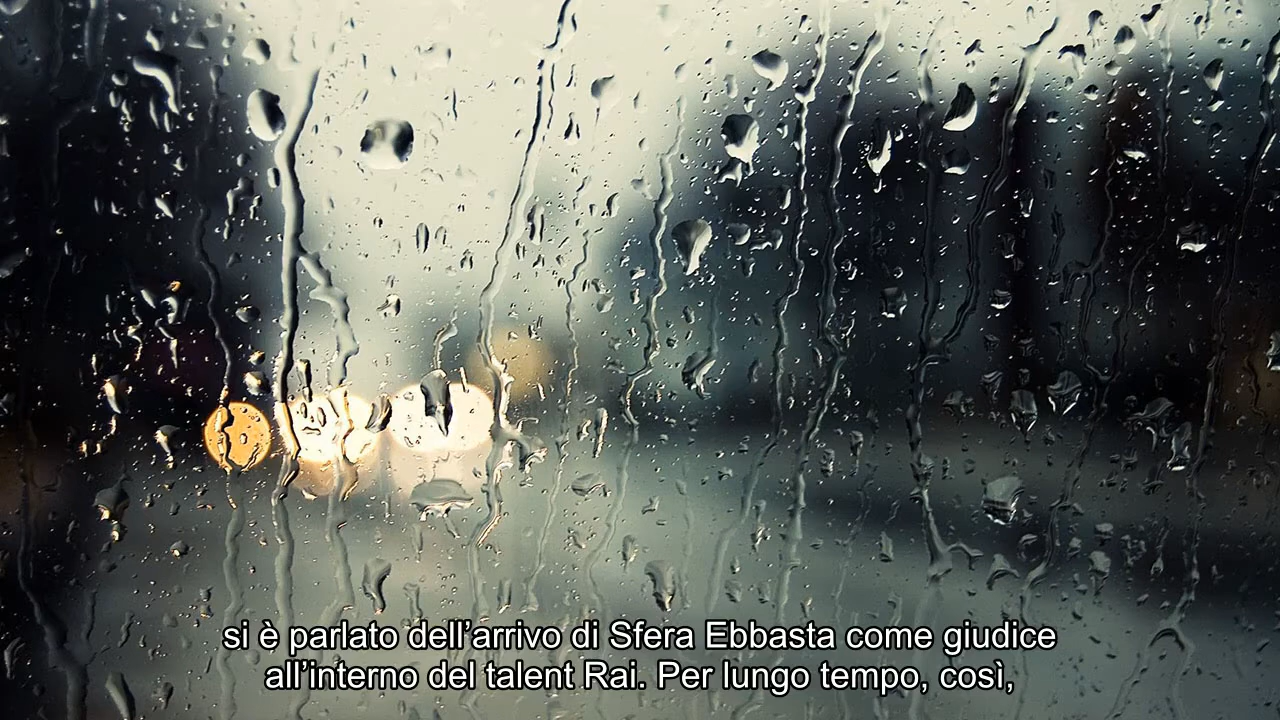 si è parlato dell’arrivo di Sfera Ebbasta come giudice
all’interno del talent Rai. Per lungo tempo, così,